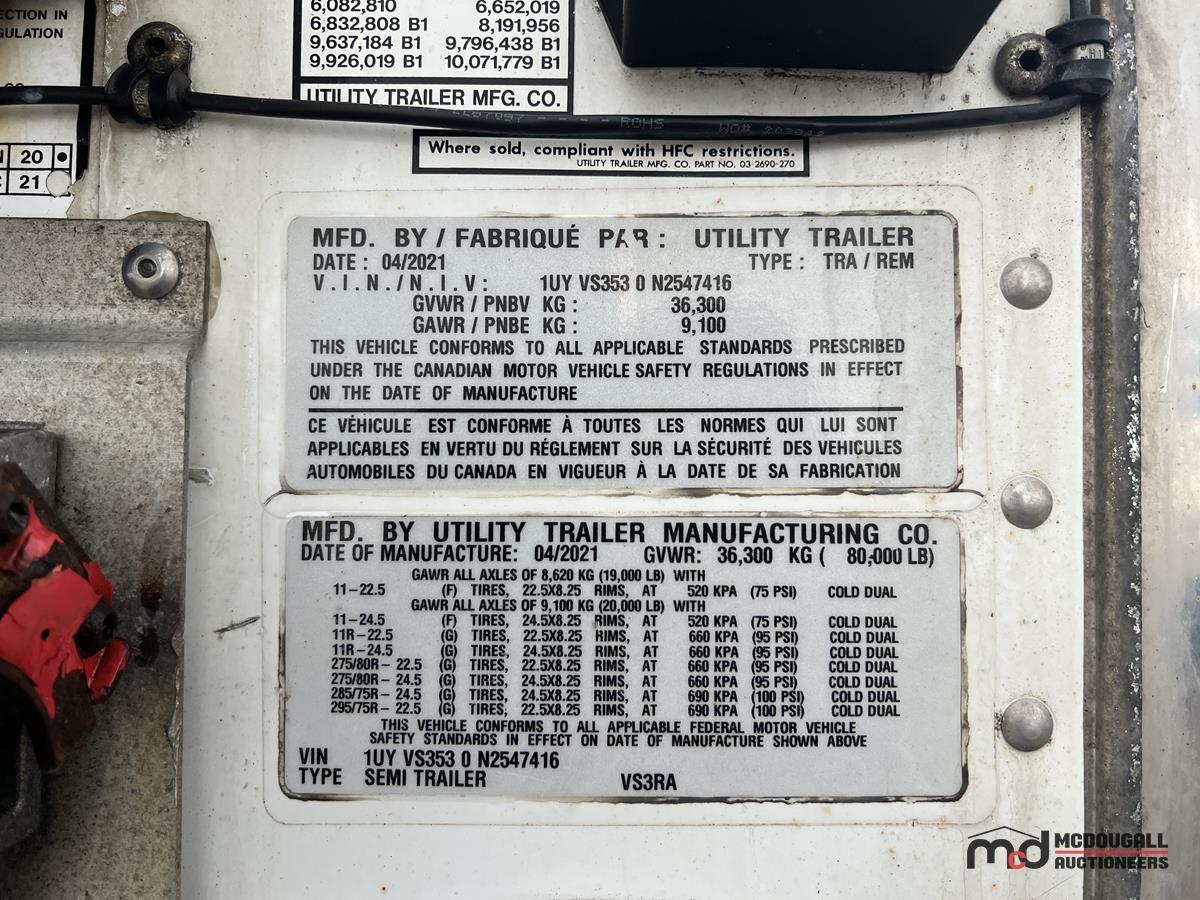 ECTION IN
GULATION
6,082,810 6,652,019
6,832,808 B1 8,191,956
9,637,184 B1 9,796,438 B1
9,926,019 B1 10,071,779 B1
UTILITY TRAILER MFG. CO.
ROHS
20
21
Where sold, compliant with HFC restrictions.
UTILITY TRAILER MFG. CO. PART NO. 03-2690-270
MFD. BY / FABRIQUÉ PAR : UTILITY TRAILER
DATE : 04/2021 TYPE : TRA / REM
V.I.N./N.I.V: 1UY VS353 0 N2547416
GVWR / PNBV KG : 36,300
GAWR / PNBE KG : 9,100
THIS VEHICLE CONFORMS TO ALL APPLICABLE STANDARDS PRESCRIBED
UNDER THE CANADIAN MOTOR VEHICLE SAFETY REGULATIONS IN EFFECT
ON THE DATE OF MANUFACTURE
CE VÉHICULE EST CONFORME À TOUTES LES NORMES QUI LUI SONT
APPLICABLES EN VERTU DU RÉGLEMENT SUR LA SÉCURITÉ DES VEHICULES
AUTOMOBILES DU CANADA EN VIGUEUR À LA DATE DE SA FABRICATION
MFD. BY UTILITY TRAILER MANUFACTURING CO.
DATE OF MANUFACTURE: 04/2021 GVWR: 36,300 KG ( 80,000 LB)
GAWR ALL AXLES OF 8,620 KG (19,000 LB) WITH
11-22.5 (F) TIRES, 22.5X8.25 RIMS, AT 520 KPA (75 PSI) COLD DUAL
GAWR ALL AXLES OF 9,100 KG (20,000 LB) WITH
11-24.5 (F) TIRES, 24.5X8.25 RIMS, AT 520 KPA (75 PSI) COLD DUAL
11R-22.5 (G) TIRES, 22.5X8.25 RIMS, AT 660 KPA (95 PSI) COLD DUAL
11R-24.5 (G) TIRES, 24.5X8.25 RIMS, AT 660 KPA (95 PSI) COLD DUAL
275/80R-22.5 (G) TIRES, 22.5X8.25 RIMS, AT 660 KPA (95 PSI) COLD DUAL
275/80R-24.5 (G) TIRES, 24.5X8.25 RIMS, AT 660 KPA (95 PSI) COLD DUAL
285/75R-24.5 (G) TIRES, 24.5X8.25 RIMS, AT 690 KPA (100 PSI) COLD DUAL
295/75R-22.5 (G) TIRES, 22.5X8.25 RIMS, AT 690 KPA (100 PSI) COLD DUAL
THIS VEHICLE CONFORMS TO ALL APPLICABLE FEDERAL MOTOR VEHICLE
SAFETY STANDARDS IN EFFECT ON DATE OF MANUFACTURE SHOWN ABOVE
VIN 1UY VS353 0 N2547416
TYPE SEMI TRAILER VS3RA
mcd MCDOUGALL
AUCTIONEERS